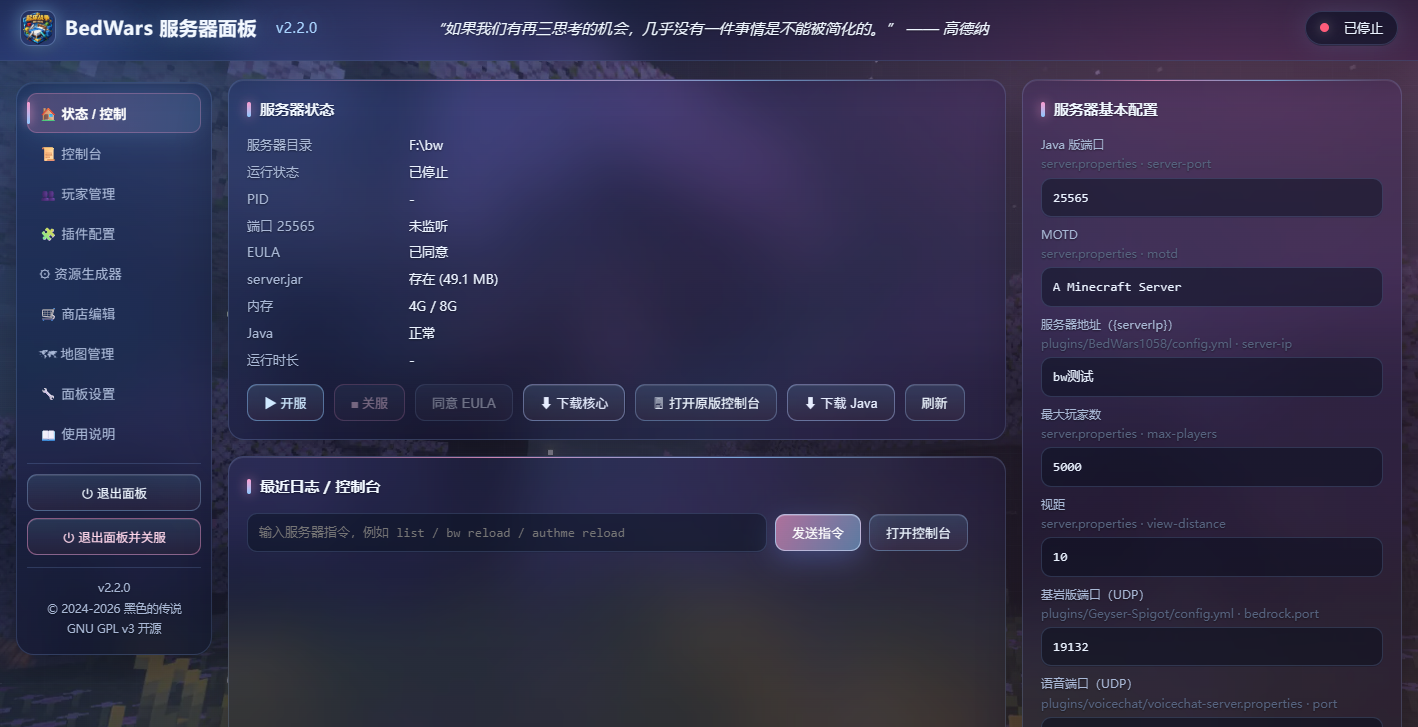 BedWars 服务器面板 v2.2.0
“如果我们有再三思考的机会，几乎没有一件事情是不能被简化的。” —— 高德纳
已停止
状态 / 控制
控制台
玩家管理
插件配置
资源生成器
商店编辑
地图管理
面板设置
使用说明
退出面板
退出面板并关服
v2.2.0
© 2024-2026 黑色的传说
GNU GPL v3 开源
服务器状态
服务器目录 F:\bw
运行状态 已停止
PID -
端口 25565 未监听
EULA 已同意
server.jar 存在 (49.1 MB)
内存 4G / 8G
Java 正常
运行时长 -
开服 关服 同意 EULA 下载核心 打开原版控制台 下载 Java 刷新
最近日志 / 控制台
输入服务器指令，例如 list / bw reload / authme reload 发送指令 打开控制台
服务器基本配置
Java 版端口
server.properties · server-port
25565
MOTD
server.properties · motd
A Minecraft Server
服务器地址（{serverIp}）
plugins/BedWars1058/config.yml · server-ip
bw测试
最大玩家数
server.properties · max-players
5000
视距
server.properties · view-distance
10
基岩版端口（UDP）
plugins/Geyser-Spigot/config.yml · bedrock.port
19132
语音端口（UDP）
plugins/voicechat/voicechat-server.properties · port